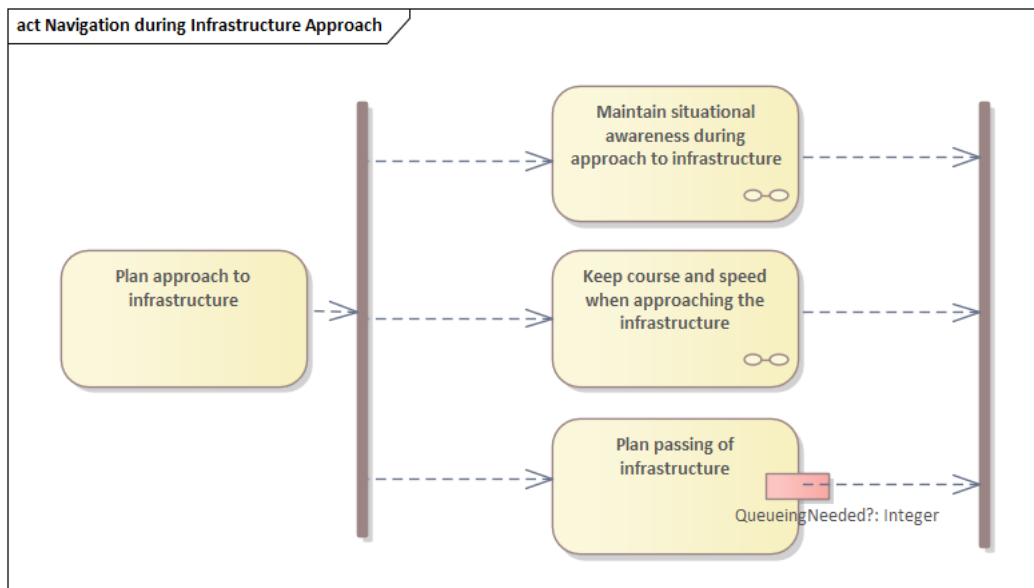 act Navigation during Infrastructure Approach
Maintain situational
awareness during
approach to infrastructure
Plan approach to
infrastructure
Keep course and speed
when approaching the
infrastructure
Plan passing of
infrastructure
QueueingNeeded?: Integer